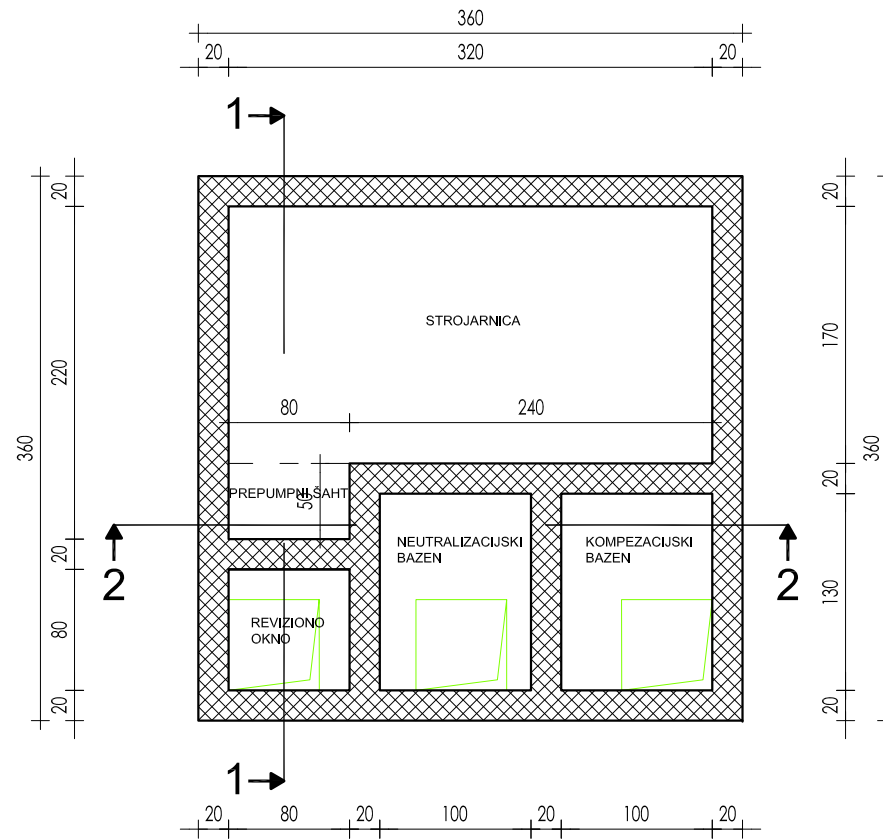 360
20 320 20
1
20 20
STROJARNICA
220 170
80 240
360 360
PREPUMPNI ŠAHT
50
20
20
NEUTRALIZACIJSKI
BAZEN
KOMPEZACIJSKI
BAZEN
2 2
REVIZIONO
OKNO
80 130
20 20
1
20 80 20 100 20 100 20